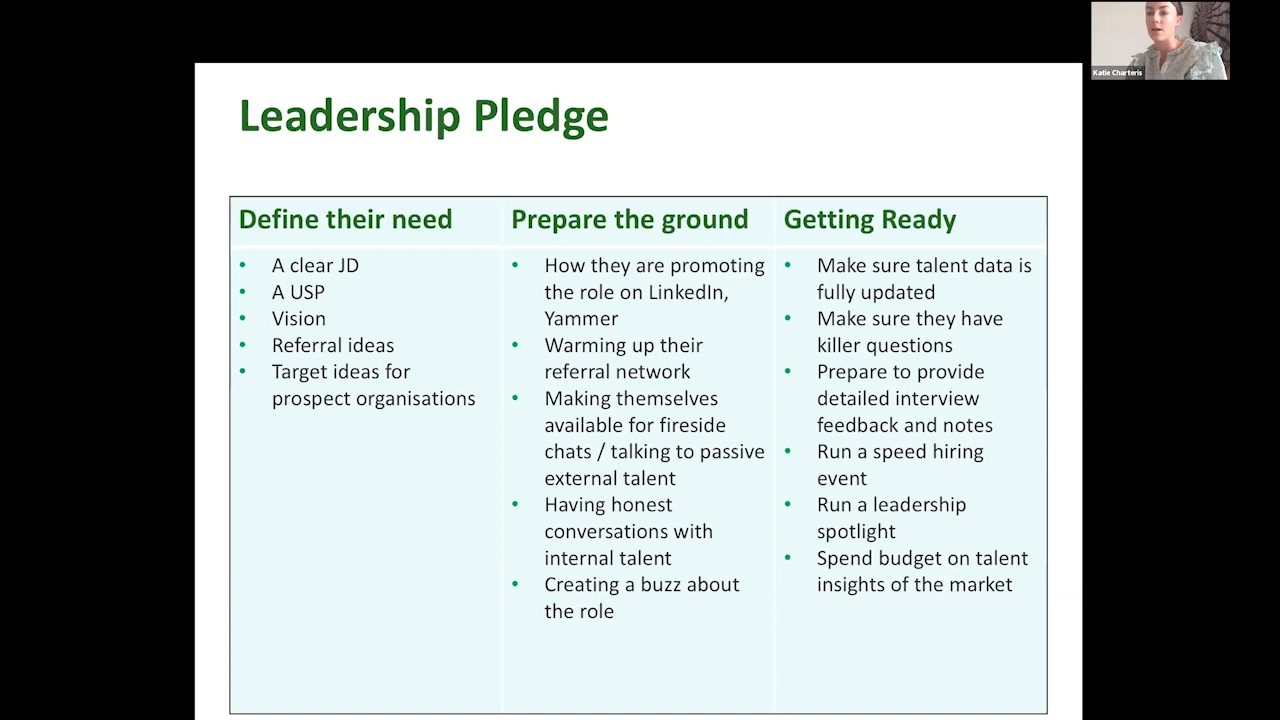 Katie Charteris
Leadership Pledge
Define their need
A clear JD
A USP
Vision
Referral ideas
Target ideas for
prospect organisations
Prepare the ground
How they are promoting
the role on LinkedIn,
Yammer
Warming up their
referral network
Making themselves
available for fireside
chats / talking to passive
external talent
Having honest
conversations with
internal talent
Creating a buzz about
the role
Getting Ready
Make sure talent data is
fully updated
Make sure they have
killer questions
Prepare to provide
detailed interview
feedback and notes
Run a speed hiring
event
Run a leadership
spotlight
Spend budget on talent
insights of the market